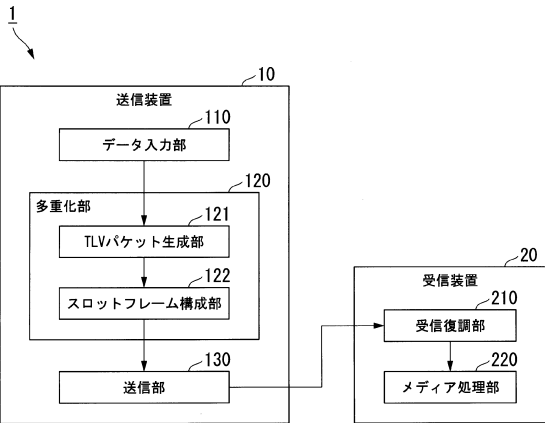 1
10
送信装置
110
データ入力部
120
多重化部
121
TLVパケット生成部
122
スロットフレーム構成部
130
送信部
20
受信装置
210
受信復調部
220
メディア処理部